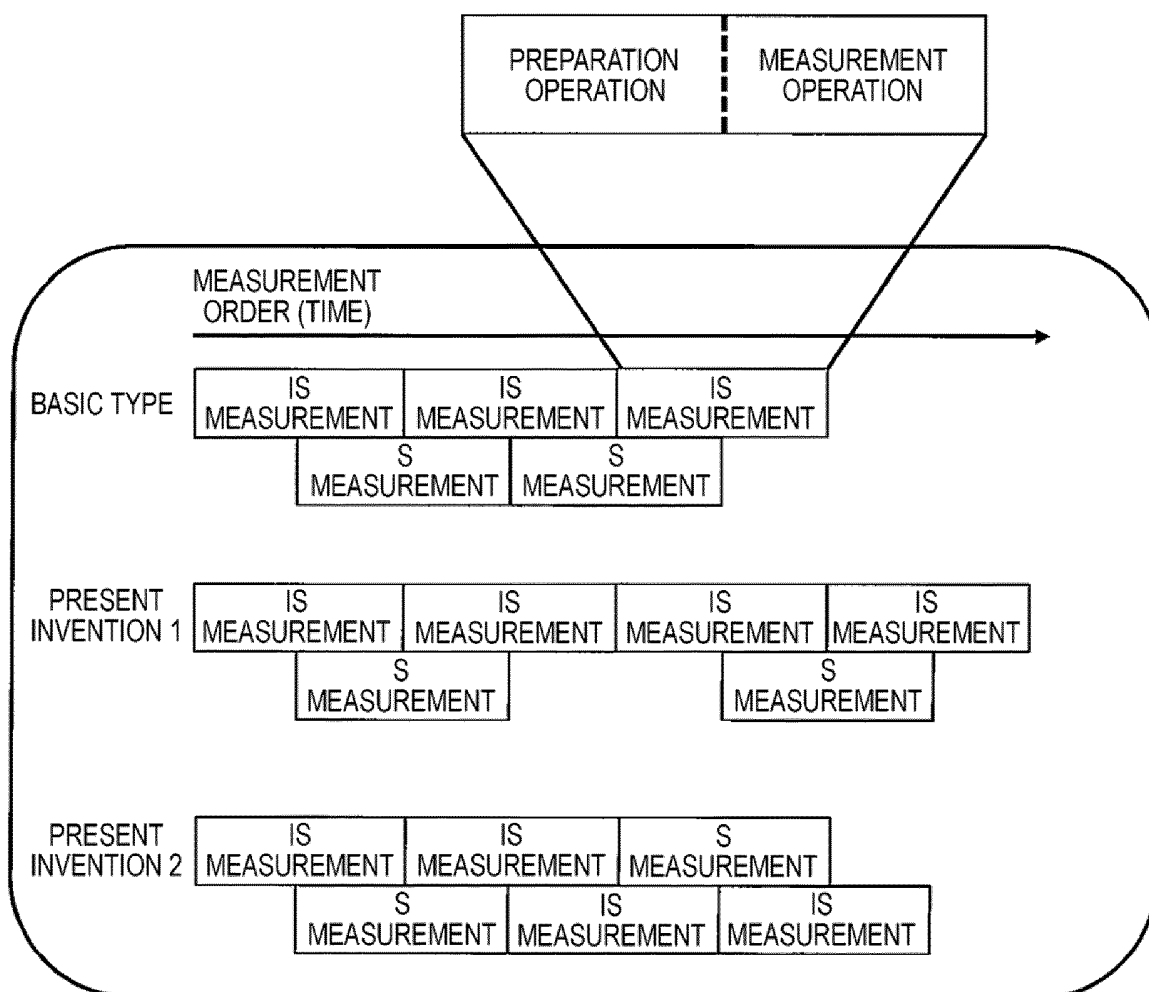 PREPARATION
OPERATION
MEASUREMENT
OPERATION
MEASUREMENT
ORDER (TIME)
BASIC TYPE
IS
MEASUREMENT
IS
MEASUREMENT
IS
MEASUREMENT
S
MEASUREMENT
S
MEASUREMENT
PRESENT
INVENTION 1
IS
MEASUREMENT
IS
MEASUREMENT
IS
MEASUREMENT
IS
MEASUREMENT
S
MEASUREMENT
S
MEASUREMENT
PRESENT
INVENTION 2
IS
MEASUREMENT
IS
MEASUREMENT
S
MEASUREMENT
S
MEASUREMENT
IS
MEASUREMENT
IS
MEASUREMENT